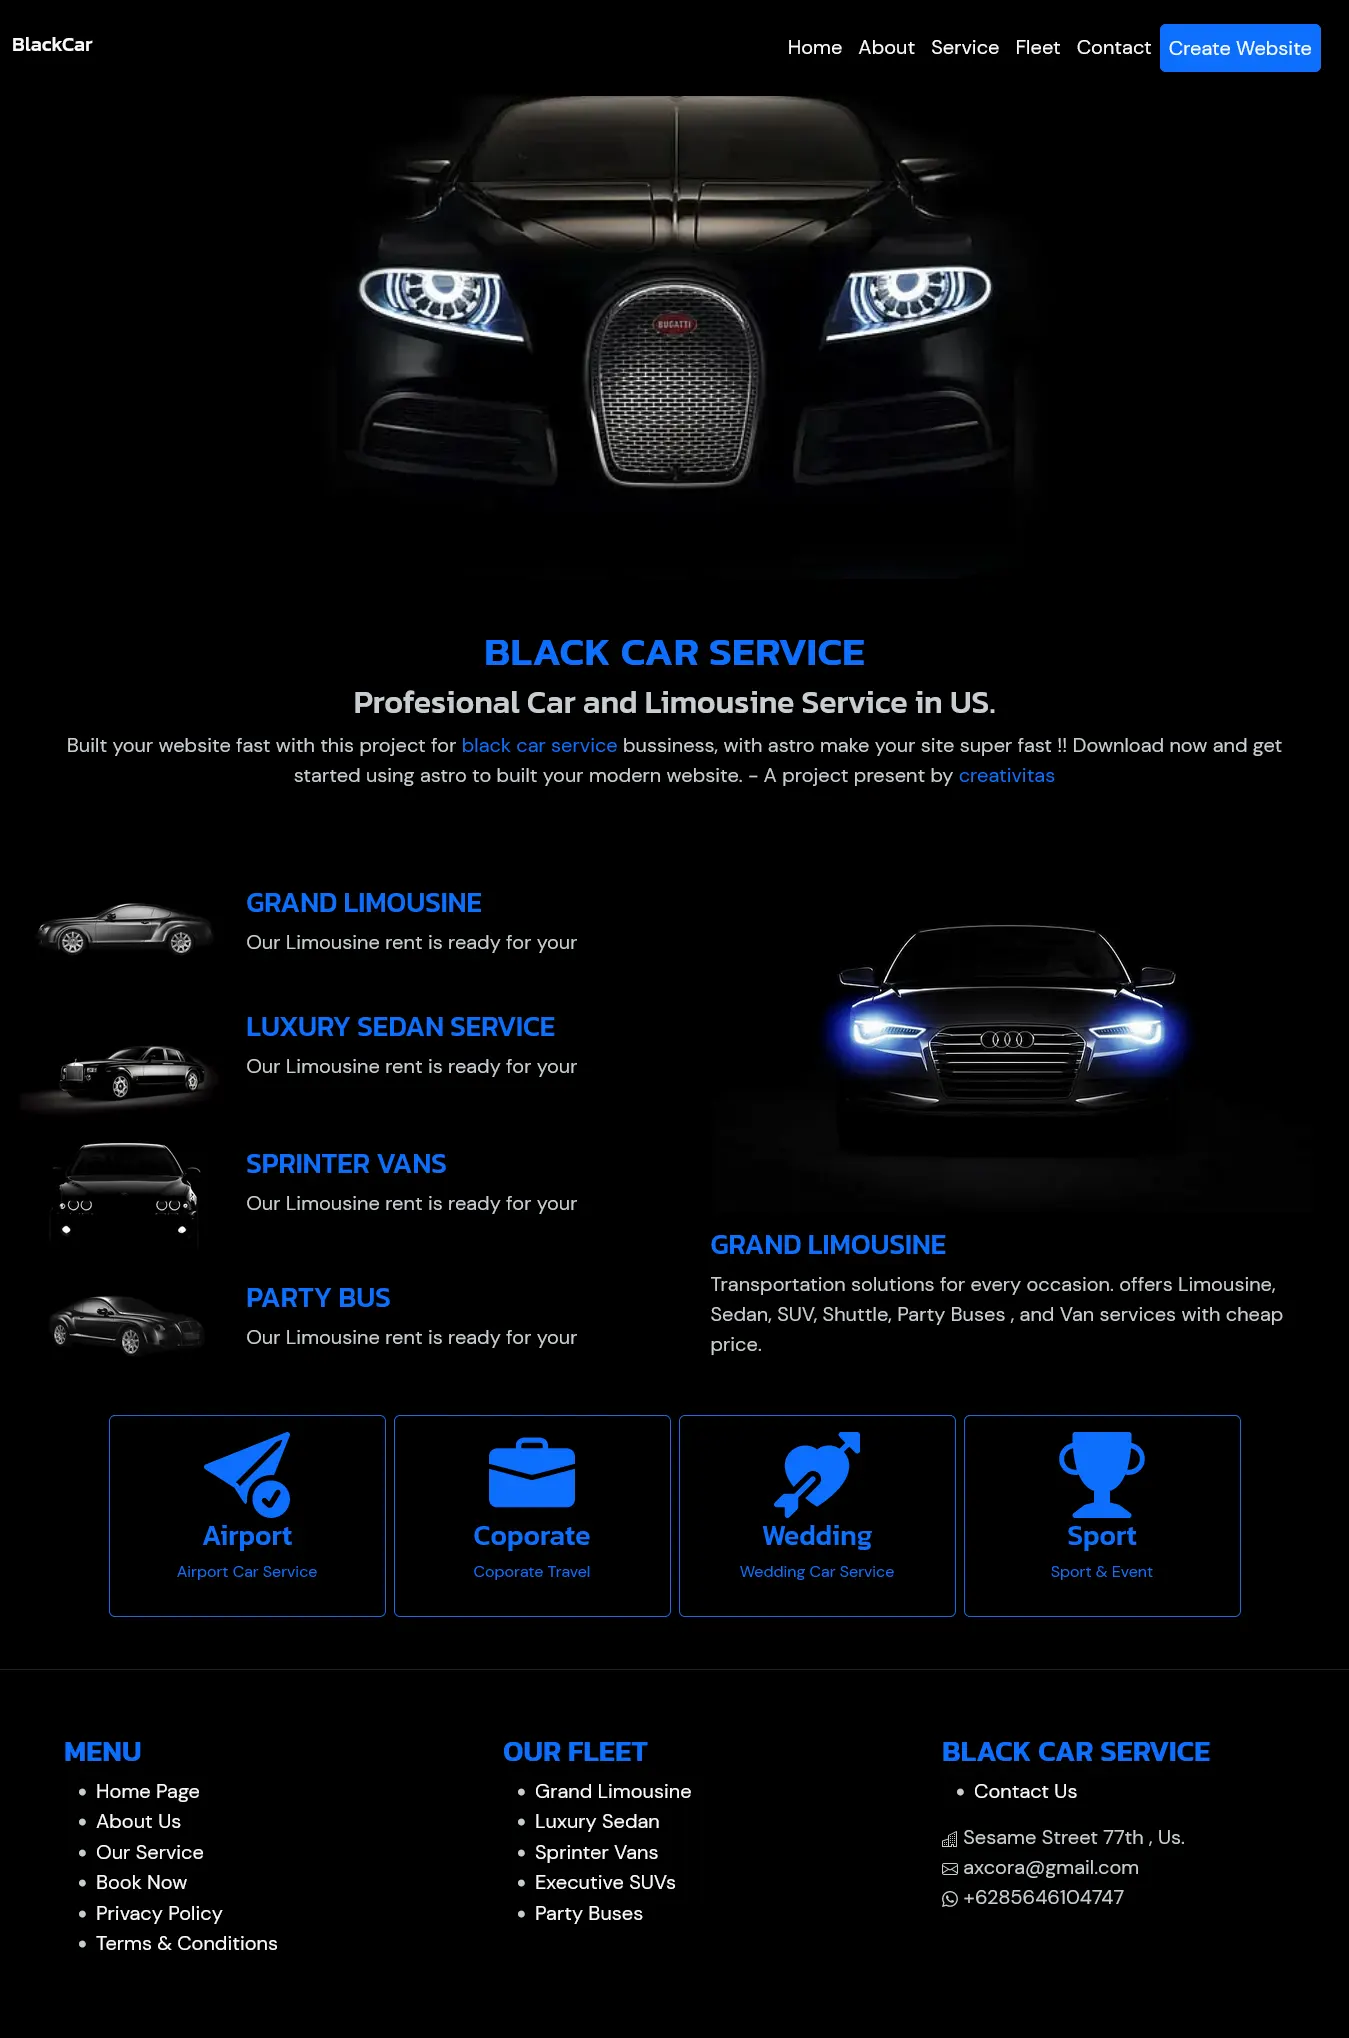 BlackCar
Home About Service Fleet Contact Create Website
BUGATTI
BLACK CAR SERVICE
Profesional Car and Limousine Service in US.
Built your website fast with this project for black car service bussiness, with astro make your site super fast !! Download now and get
started using astro to built your modern website. - A project present by creativitas
GRAND LIMOUSINE
Our Limousine rent is ready for your
LUXURY SEDAN SERVICE
Our Limousine rent is ready for your
SPRINTER VANS
Our Limousine rent is ready for your
PARTY BUS
Our Limousine rent is ready for your
GRAND LIMOUSINE
Transportation solutions for every occasion. offers Limousine,
Sedan, SUV, Shuttle, Party Buses , and Van services with cheap
price.
Airport
Airport Car Service
Coporate
Coporate Travel
Wedding
Wedding Car Service
Sport
Sport & Event
MENU
Home Page
About Us
Our Service
Book Now
Privacy Policy
Terms & Conditions
OUR FLEET
Grand Limousine
Luxury Sedan
Sprinter Vans
Executive SUVs
Party Buses
BLACK CAR SERVICE
Contact Us
Sesame Street 77th , Us.
axcora@gmail.com
+6285646104747